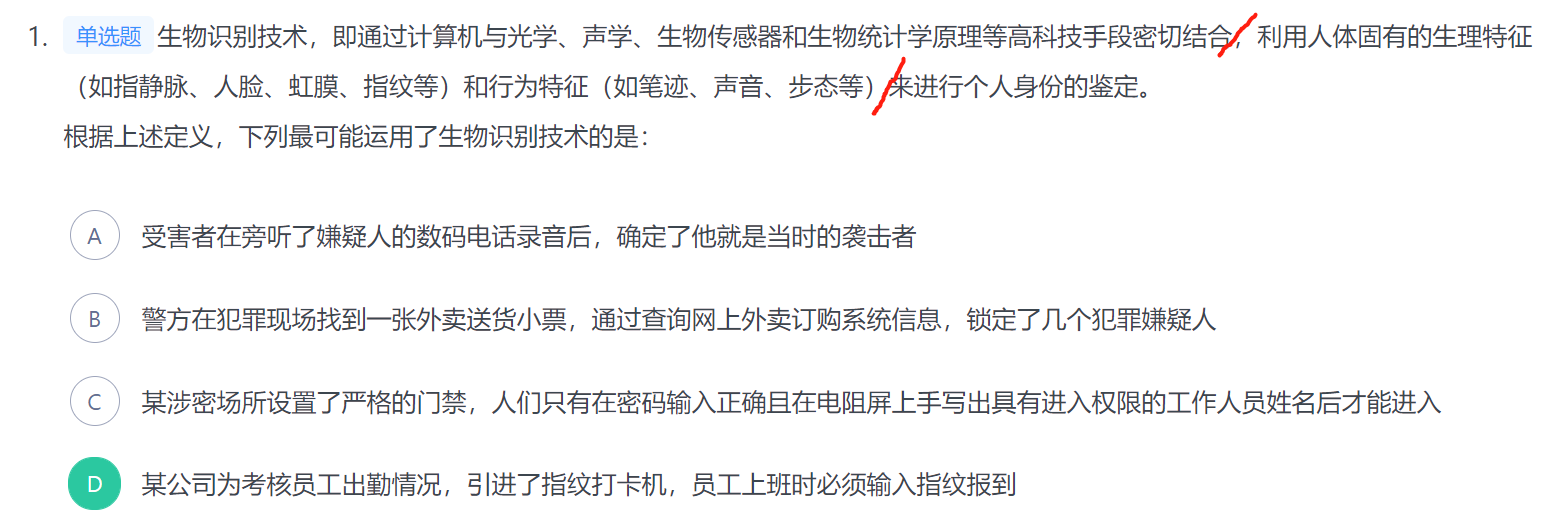 1. 单选题 生物识别技术，即通过计算机与光学、声学、生物传感器和生物统计学原理等高科技手段密切结合，利用人体固有的生理特征
（如指静脉、人脸、虹膜、指纹等）和行为特征（如笔迹、声音、步态等）来进行个人身份的鉴定。
根据上述定义，下列最可能运用了生物识别技术的是：
A 受害者在旁听了嫌疑人的数码电话录音后，确定了他就是当时的袭击者
B 警方在犯罪现场找到一张外卖送货小票，通过查询网上外卖订购系统信息，锁定了几个犯罪嫌疑人
C 某涉密场所设置了严格的门禁，人们只有在密码输入正确且在电阻屏上手写出具有进入权限的工作人员姓名后才能进入
D 某公司为考核员工出勤情况，引进了指纹打卡机，员工上班时必须输入指纹报到